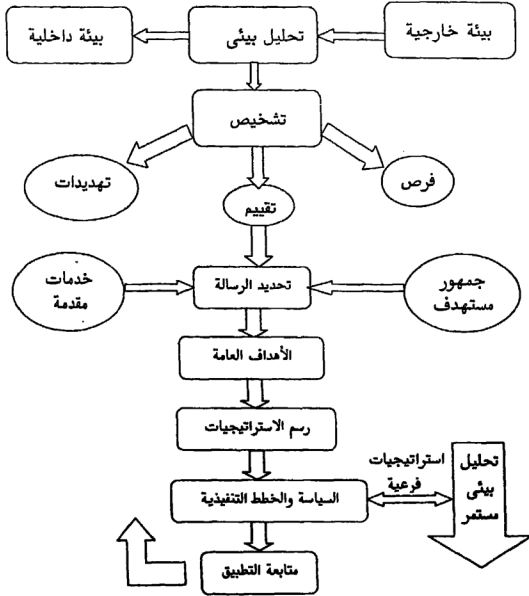 بيئة خارجية
تحليل بيئى
بيئة داخلية
تشخيص
فرص
تهديدات
تقييم
جمهور
مستهدف
تحديد الرسالة
خدمات
مقدمة
الأهداف العامة
رسم الاستراتيجيات
استراتيجيات
فرعية
تحليل
بيئى
مستمر
السياسة والخطط التنفيذية
متابعة التطبيق